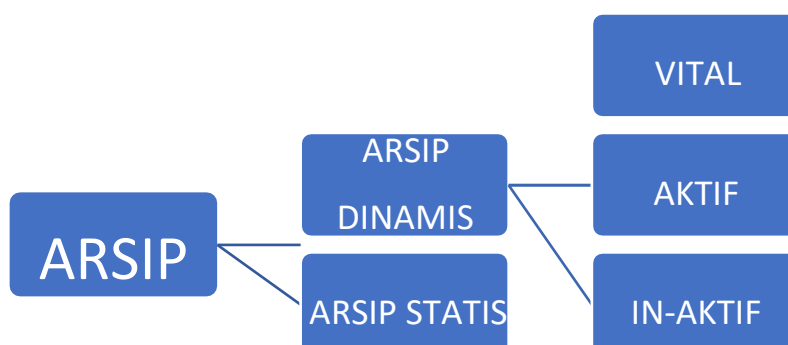 VITAL
ARSIP
DINAMIS
AKTIF
ARSIP
ARSIP STATIS
IN-AKTIF